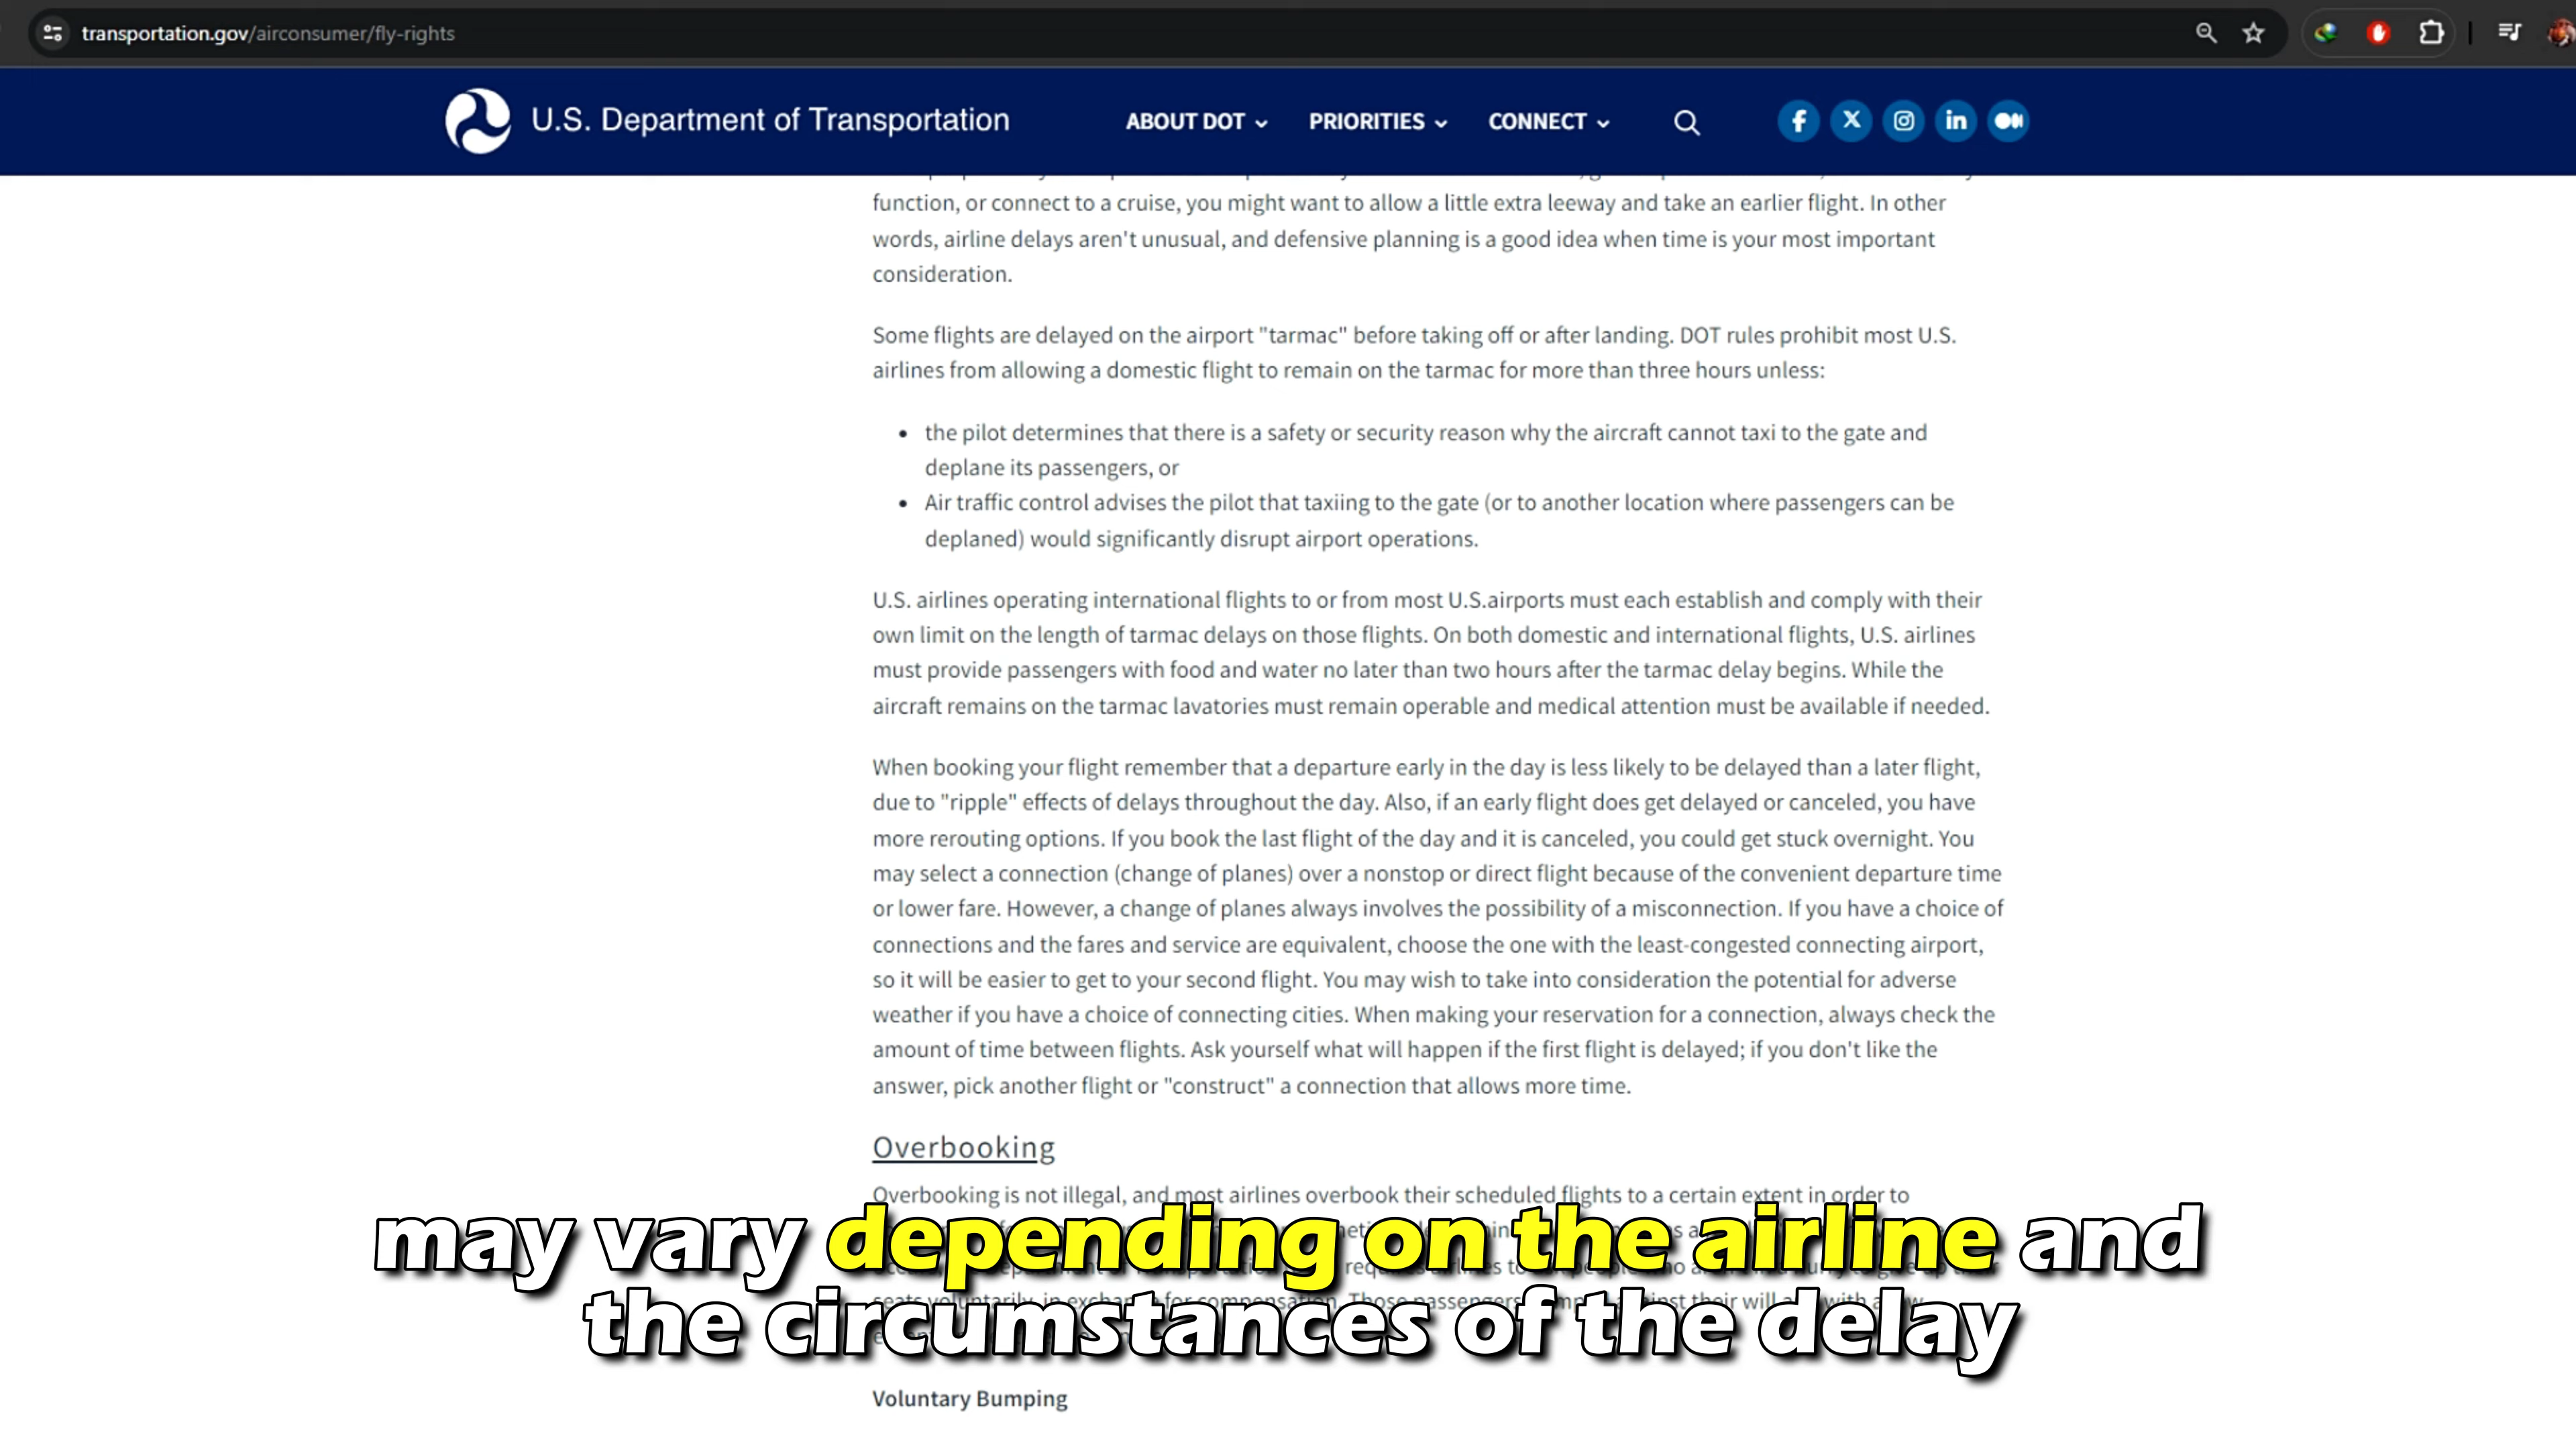 transportation.gov/airconsumer/fly-rights
U.S. Department of Transportation
ABOUT DOT
PRIORITIES
CONNECT
function, or connect to a cruise, you might want to allow a little extra leeway and take an earlier flight. In other
words, airline delays aren't unusual, and defensive planning is a good idea when time is your most important
consideration.
Some flights are delayed on the airport "tarmac" before taking off or after landing. DOT rules prohibit most U.S.
airlines from allowing a domestic flight to remain on the tarmac for more than three hours unless:
• the pilot determines that there is a safety or security reason why the aircraft cannot taxi to the gate and
deplane its passengers, or
• Air traffic control advises the pilot that taxiing to the gate (or to another location where passengers can be
deplaned) would significantly disrupt airport operations.
U.S. airlines operating international flights to or from most U.S.airports must each establish and comply with their
own limit on the length of tarmac delays on those flights. On both domestic and international flights, U.S. airlines
must provide passengers with food and water no later than two hours after the tarmac delay begins. While the
aircraft remains on the tarmac lavatories must remain operable and medical attention must be available if needed.
When booking your flight remember that a departure early in the day is less likely to be delayed than a later flight,
due to "ripple" effects of delays throughout the day. Also, if an early flight does get delayed or canceled, you have
more rerouting options. If you book the last flight of the day and it is canceled, you could get stuck overnight. You
may select a connection (change of planes) over a nonstop or direct flight because of the convenient departure time
or lower fare. However, a change of planes always involves the possibility of a misconnection. If you have a choice of
connections and the fares and service are equivalent, choose the one with the least-congested connecting airport,
so it will be easier to get to your second flight. You may wish to take into consideration the potential for adverse
weather if you have a choice of connecting cities. When making your reservation for a connection, always check the
amount of time between flights. Ask yourself what will happen if the first flight is delayed; if you don't like the
answer, pick another flight or "construct" a connection that allows more time.
Overbooking
Overbooking is not illegal, and most airlines overbook their scheduled flights to a certain extent in order to
may vary depending on the airline and
the circumstances of the delay
Voluntary Bumping